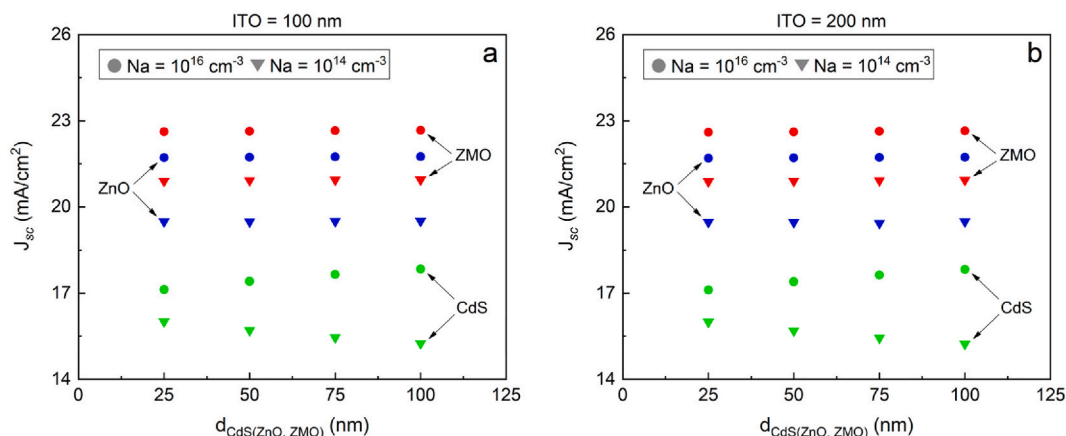 ITO = 100 nm
a
Na = 10¹⁶ cm⁻³ Na = 10¹⁴ cm⁻³
26
23
20
17
14
J_sc (mA/cm²)
ZnO
ZMO
CdS
0 25 50 75 100 125
d_CdS(ZnO, ZMO) (nm)
ITO = 200 nm
b
Na = 10¹⁶ cm⁻³ Na = 10¹⁴ cm⁻³
26
23
20
17
14
J_sc (mA/cm²)
ZnO
ZMO
CdS
0 25 50 75 100 125
d_CdS(ZnO, ZMO) (nm)